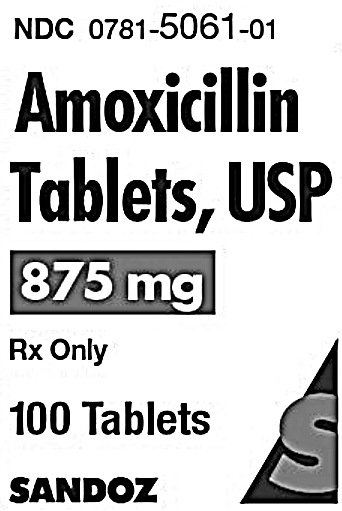 NDC 0781-5061-01
Amoxicillin
Tablets, USP
875 mg
Rx Only
100 Tablets
SANDOZ
S